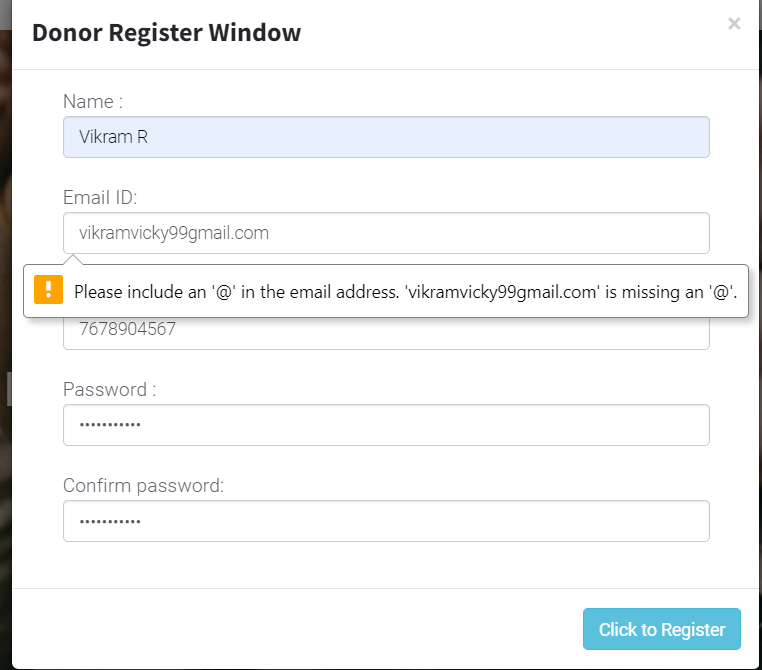 Donor Register Window
×
Name :
Vikram R
Email ID:
vikramvicky99gmail.com
Please include an '@' in the email address. 'vikramvicky99gmail.com' is missing an '@'.
7678904567
Password :
•••••••••••
Confirm password:
•••••••••••
Click to Register